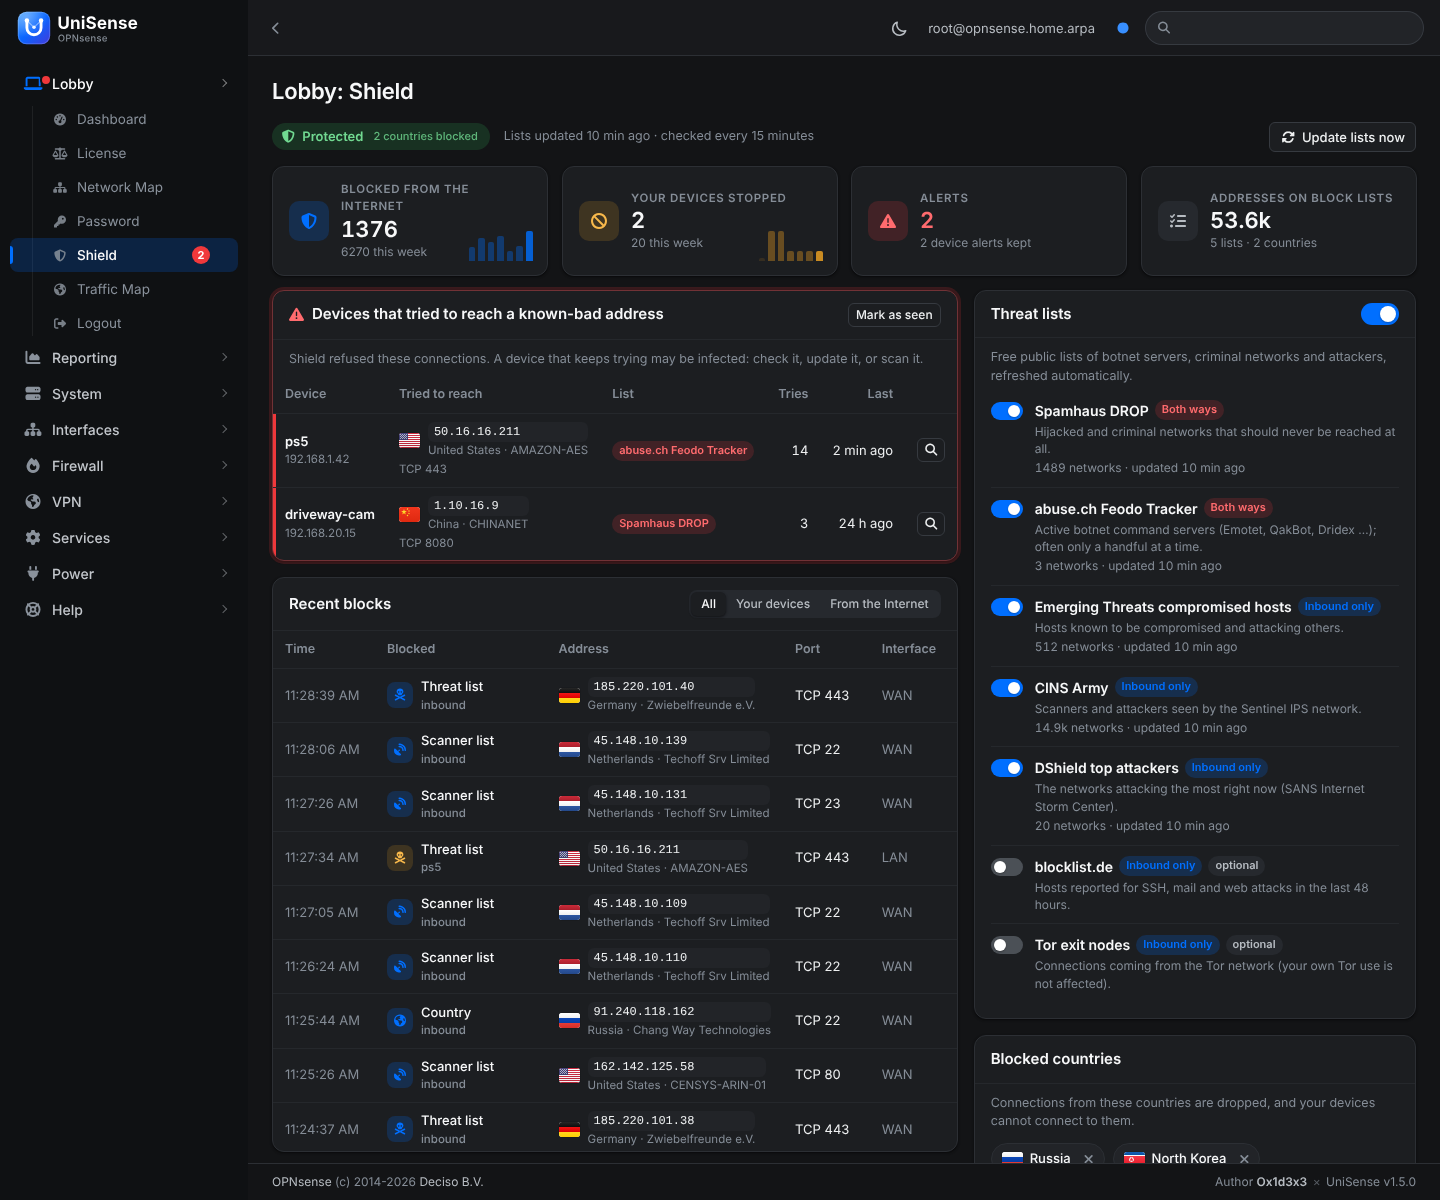 UniSense
OPNsense
root@opnsense.home.arpa
Lobby
Dashboard
License
Network Map
Password
Shield
2
Traffic Map
Logout
Reporting
System
Interfaces
Firewall
VPN
Services
Power
Help
Lobby: Shield
Protected 2 countries blocked
Lists updated 10 min ago · checked every 15 minutes
Update lists now
BLOCKED FROM THE
INTERNET
1376
6270 this week
YOUR DEVICES STOPPED
2
20 this week
ALERTS
2
2 device alerts kept
ADDRESSES ON BLOCK LISTS
53.6k
5 lists · 2 countries
Devices that tried to reach a known-bad address
Mark as seen
Shield refused these connections. A device that keeps trying may be infected: check it, update it, or scan it.
Device Tried to reach List Tries Last
ps5
192.168.1.42
50.16.16.211
United States · AMAZON-AES
TCP 443
abuse.ch Feodo Tracker
14
2 min ago
driveway-cam
192.168.20.15
1.10.16.9
China · CHINANET
TCP 8080
Spamhaus DROP
3
24 h ago
Recent blocks
All Your devices From the Internet
Time Blocked Address Port Interface
11:28:39 AM
Threat list
inbound
185.220.101.40
Germany · Zwiebelfreunde e.V.
TCP 443
WAN
11:28:06 AM
Scanner list
inbound
45.148.10.139
Netherlands · Techoff Srv Limited
TCP 22
WAN
11:27:26 AM
Scanner list
inbound
45.148.10.131
Netherlands · Techoff Srv Limited
TCP 23
WAN
11:27:34 AM
Threat list
ps5
50.16.16.211
United States · AMAZON-AES
TCP 443
LAN
11:27:05 AM
Scanner list
inbound
45.148.10.109
Netherlands · Techoff Srv Limited
TCP 22
WAN
11:26:24 AM
Scanner list
inbound
45.148.10.110
Netherlands · Techoff Srv Limited
TCP 22
WAN
11:25:44 AM
Country
inbound
91.240.118.162
Russia · Chang Way Technologies
TCP 22
WAN
11:25:26 AM
Scanner list
inbound
162.142.125.58
United States · CENSYS-ARIN-01
TCP 80
WAN
11:24:37 AM
Threat list
inbound
185.220.101.38
Germany · Zwiebelfreunde e.V.
TCP 443
WAN
Threat lists
Free public lists of botnet servers, criminal networks and attackers,
refreshed automatically.
Spamhaus DROP Both ways
Hijacked and criminal networks that should never be reached at
all.
1489 networks · updated 10 min ago
abuse.ch Feodo Tracker Both ways
Active botnet command servers (Emotet, QakBot, Dridex ...);
often only a handful at a time.
3 networks · updated 10 min ago
Emerging Threats compromised hosts Inbound only
Hosts known to be compromised and attacking others.
512 networks · updated 10 min ago
CINS Army Inbound only
Scanners and attackers seen by the Sentinel IPS network.
14.9k networks · updated 10 min ago
DShield top attackers Inbound only
The networks attacking the most right now (SANS Internet
Storm Center).
20 networks · updated 10 min ago
blocklist.de Inbound only optional
Hosts reported for SSH, mail and web attacks in the last 48
hours.
Tor exit nodes Inbound only optional
Connections coming from the Tor network (your own Tor use is
not affected).
Blocked countries
Connections from these countries are dropped, and your devices
cannot connect to them.
Russia × North Korea ×
OPNsense (c) 2014-2026 Deciso B.V.
Author Ox1d3x3 × UniSense v1.5.0